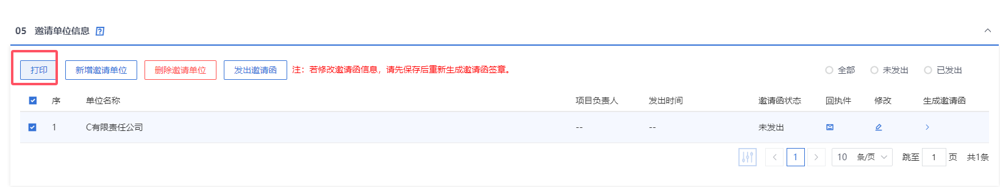 05 邀请单位信息
打印 新增邀请单位 删除邀请单位 发出邀请函 注：若修改邀请函信息，请先保存后重新生成邀请函签章。 全部 未发出 已发出
序 单位名称 项目负责人 发出时间 邀请函状态 回执件 修改 生成邀请函
1 C有限责任公司 -- -- 未发出
1 10 条/页 跳至 1 页 共1条